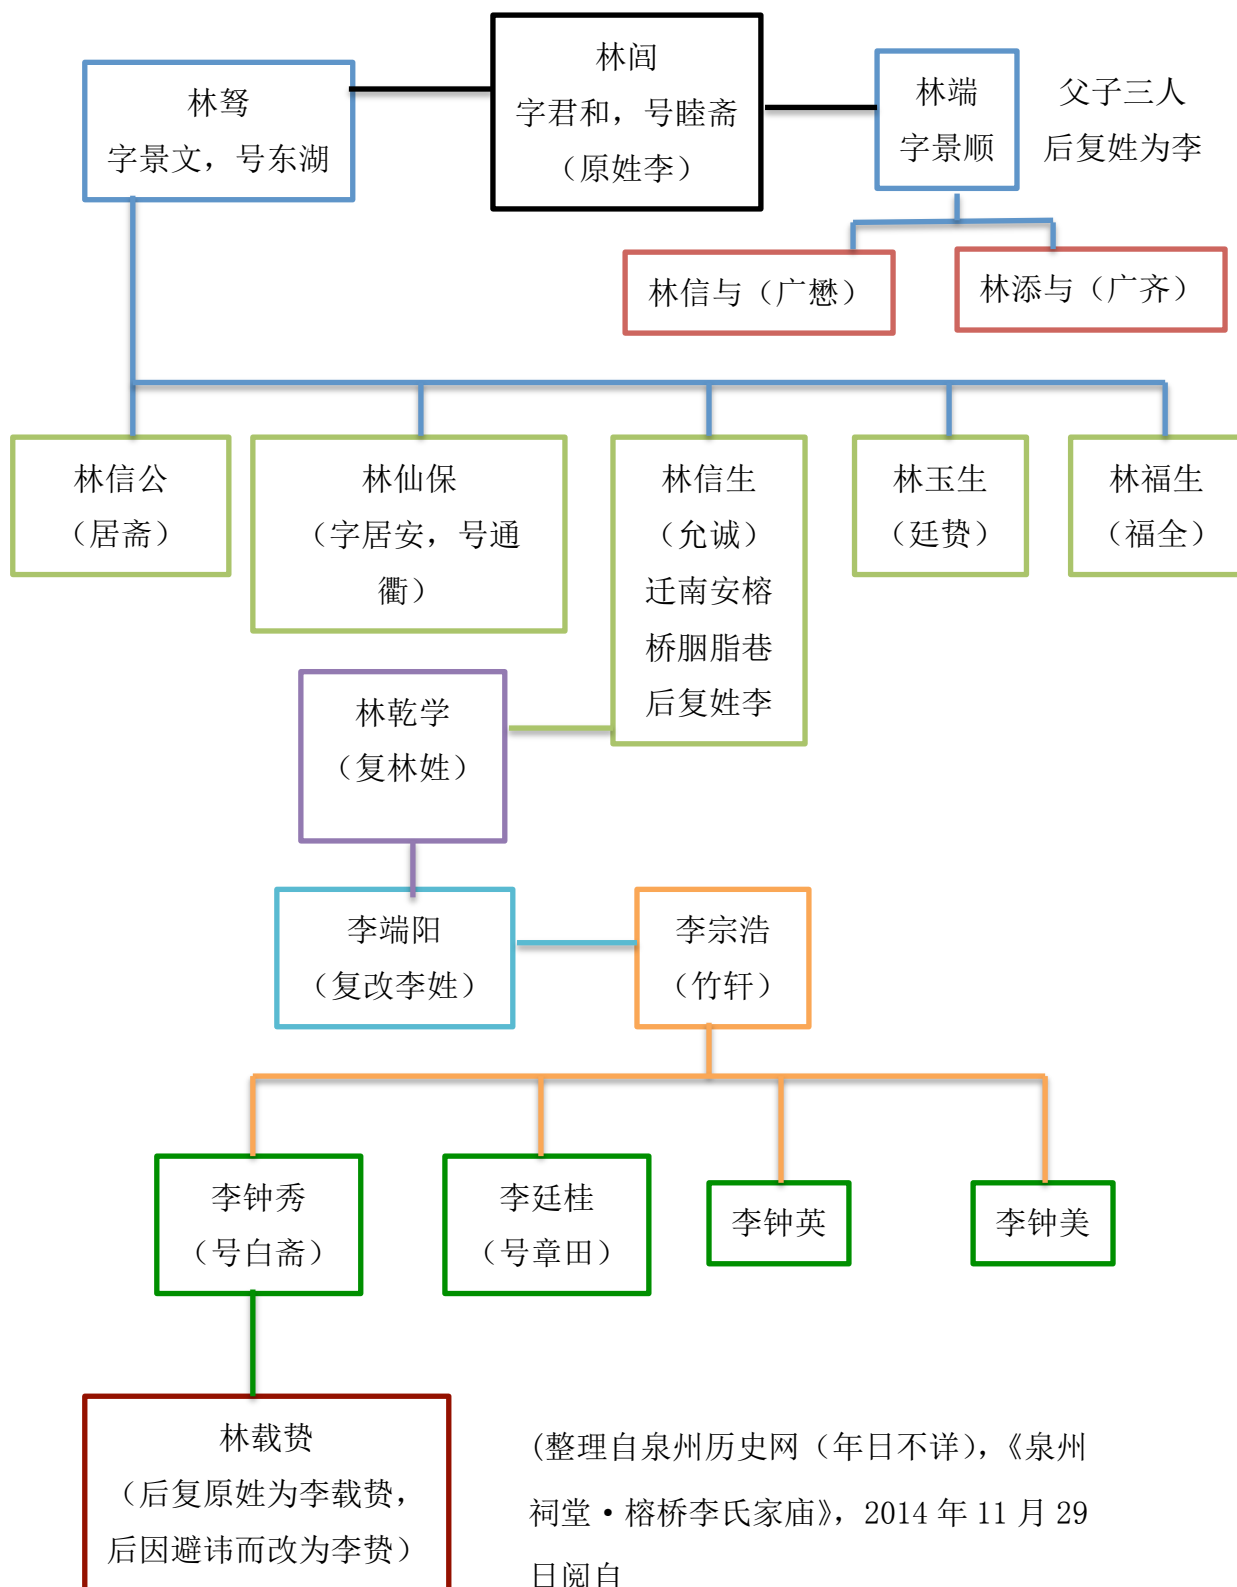 林驽
字景文，号东湖
林闾
字君和，号睦斋
（原姓李）
林端
字景顺
父子三人
后复姓为李
林信与（广懋）
林添与（广齐）
林信公
（居斋）
林仙保
（字居安，号通
衢）
林信生
（允诚）
迁南安榕
桥胭脂巷
后复姓李
林玉生
（廷贽）
林福生
（福全）
林乾学
（复林姓）
李端阳
（复改李姓）
李宗浩
（竹轩）
李钟秀
（号白斋）
李廷桂
（号章田）
李钟英
李钟美
林载贽
（后复原姓为李载贽，
后因避讳而改为李贽）
(整理自泉州历史网（年日不详），《泉州
祠堂•榕桥李氏家庙》，2014 年 11 月 29
日阅自